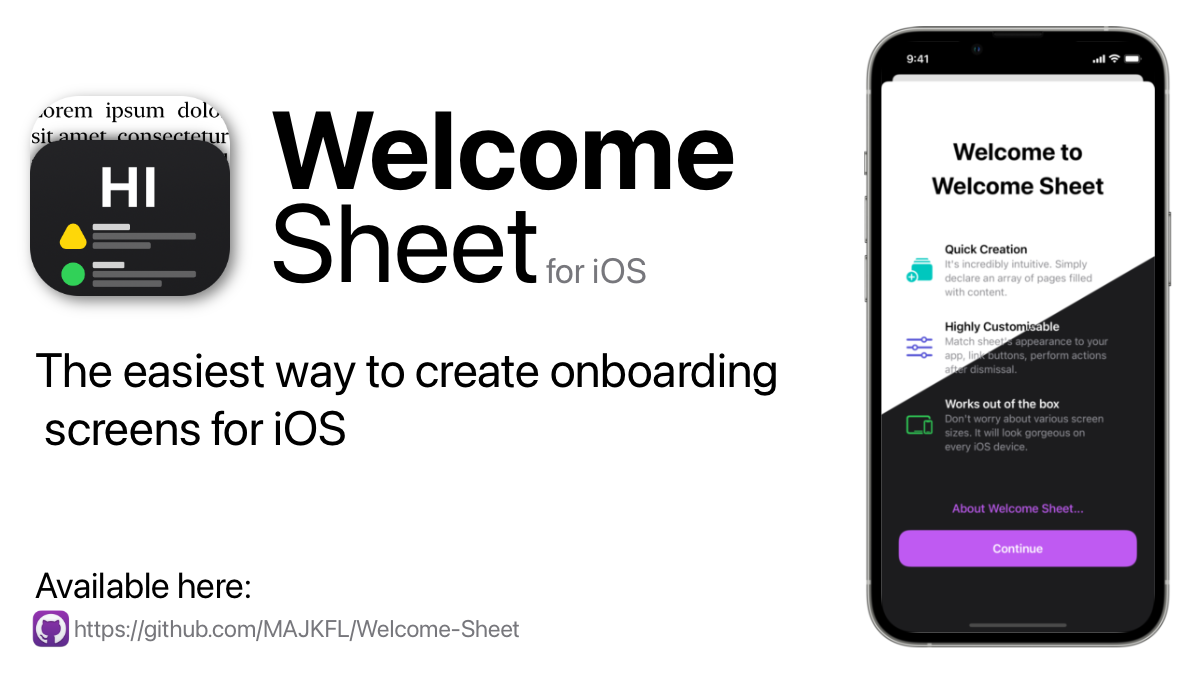 orem ipsum dolo
sit amet consectetur
HI
Welcome
Sheet for iOS
The easiest way to create onboarding
screens for iOS
Available here:
https://github.com/MAJKFL/Welcome-Sheet
9:41
Welcome to
Welcome Sheet
Quick Creation
It's incredibly intuitive. Simply
declare an array of pages filled
with content.
Highly Customisable
Match sheet's appearance to your
app, link buttons, perform actions
after dismissal.
Works out of the box
Don't worry about various screen
sizes. It will look gorgeous on
every iOS device.
About Welcome Sheet...
Continue